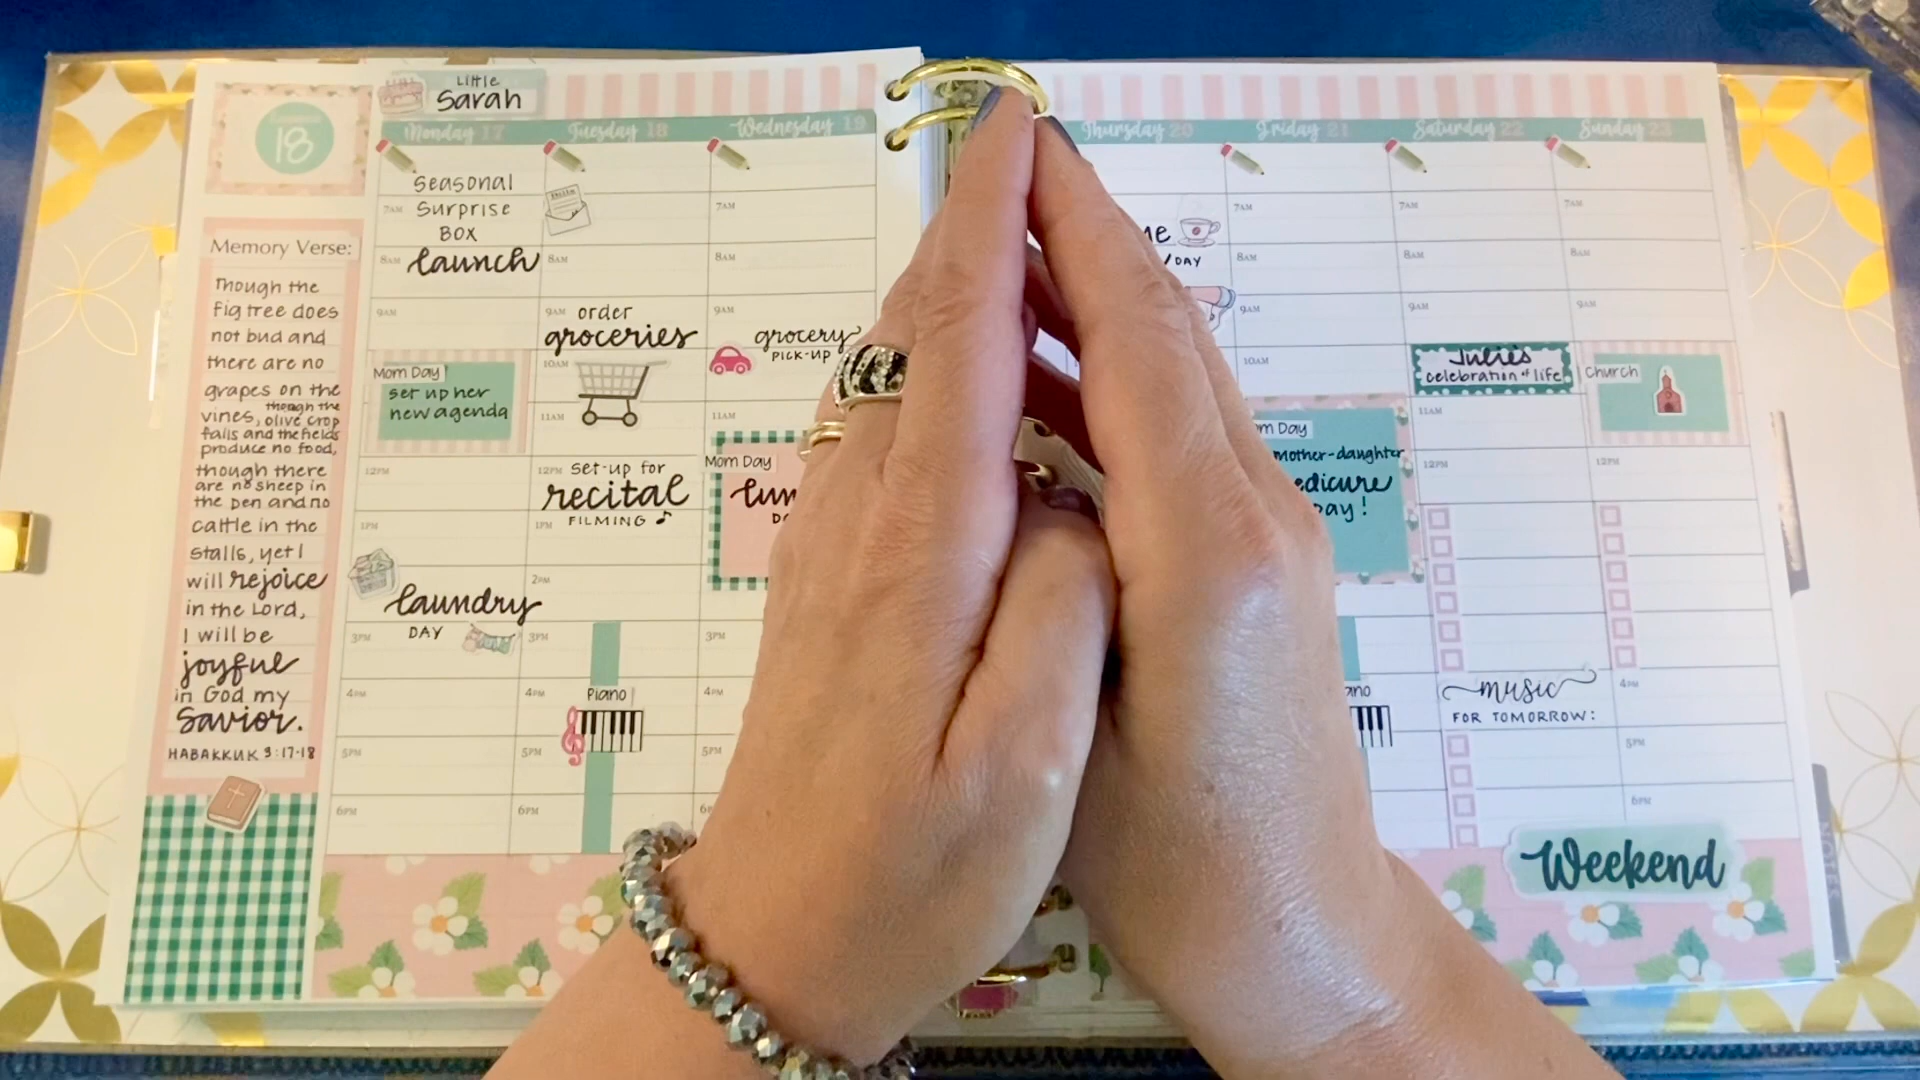 18
Little
Sarah
Monday 17
Tuesday 18
Wednesday 19
Thursday 20
Friday 21
Saturday 22
Sunday 23
Memory Verse:
Though the
fig tree does
not bud and
there are no
grapes on the
vines, though the
olive crop
fails and the fields
produce no food,
though there
are no sheep in
the pen and no
cattle in the
stalls, yet I
will rejoice
in the Lord,
I will be
joyful
in God my
Savior.
HABAKKUK 3:17-18
Seasonal
7AM Surprise
BOX
8AM launch
9AM
Mom Day
set up her
new agenda
12PM
1PM
laundry
3PM DAY
4PM
5PM
6PM
8AM
9AM order
groceries
10AM
11AM
12PM set-up for
recital
1PM FILMING
2PM
3PM
4PM Piano
5PM
6PM
7AM
8AM
9AM
grocery
PICK-UP
11AM
Mom Day
3PM
4PM
5PM
/DAY
7AM
8AM
9AM
10AM
Day
mother-daughter
7AM
8AM
9AM
Julie's
celebration of life
11AM
12PM
music
FOR TOMORROW:
7AM
8AM
9AM
Church
12PM
4PM
5PM
6PM
Weekend